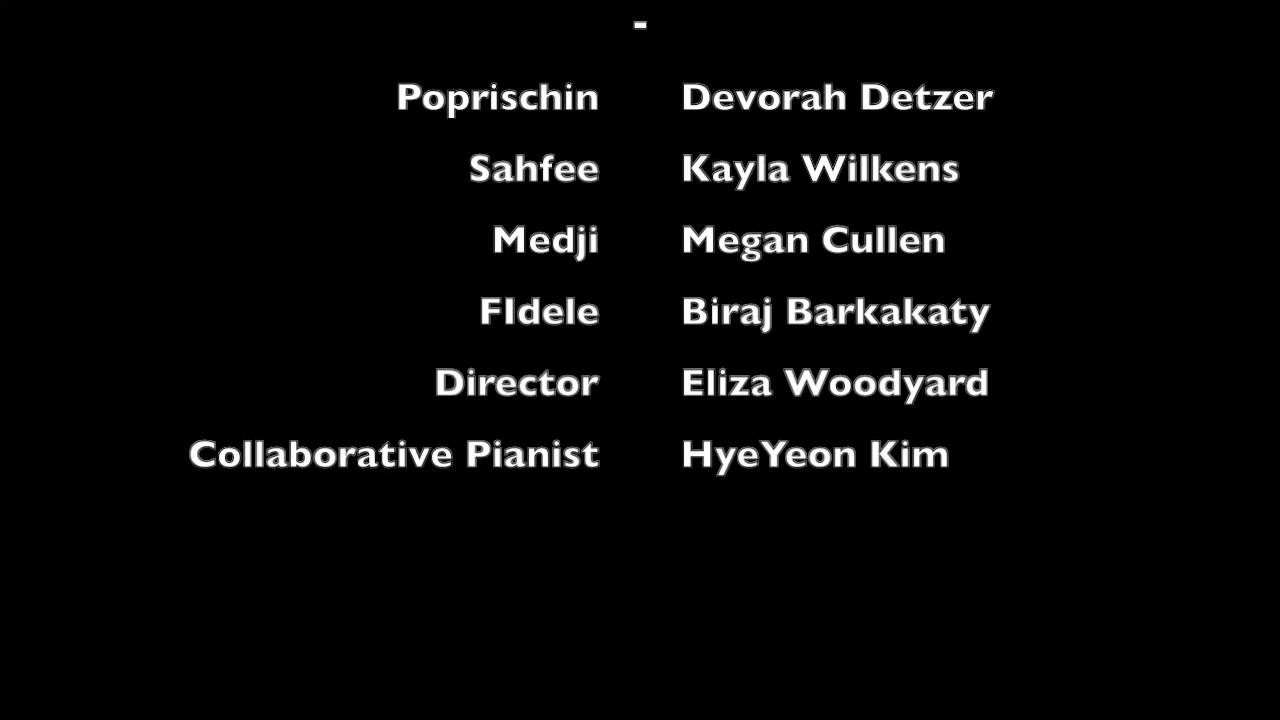 -
Poprischin Devorah Detzer
Sahfee Kayla Wilkens
Medji Megan Cullen
FIdele Biraj Barkakaty
Director Eliza Woodyard
Collaborative Pianist HyeYeon Kim